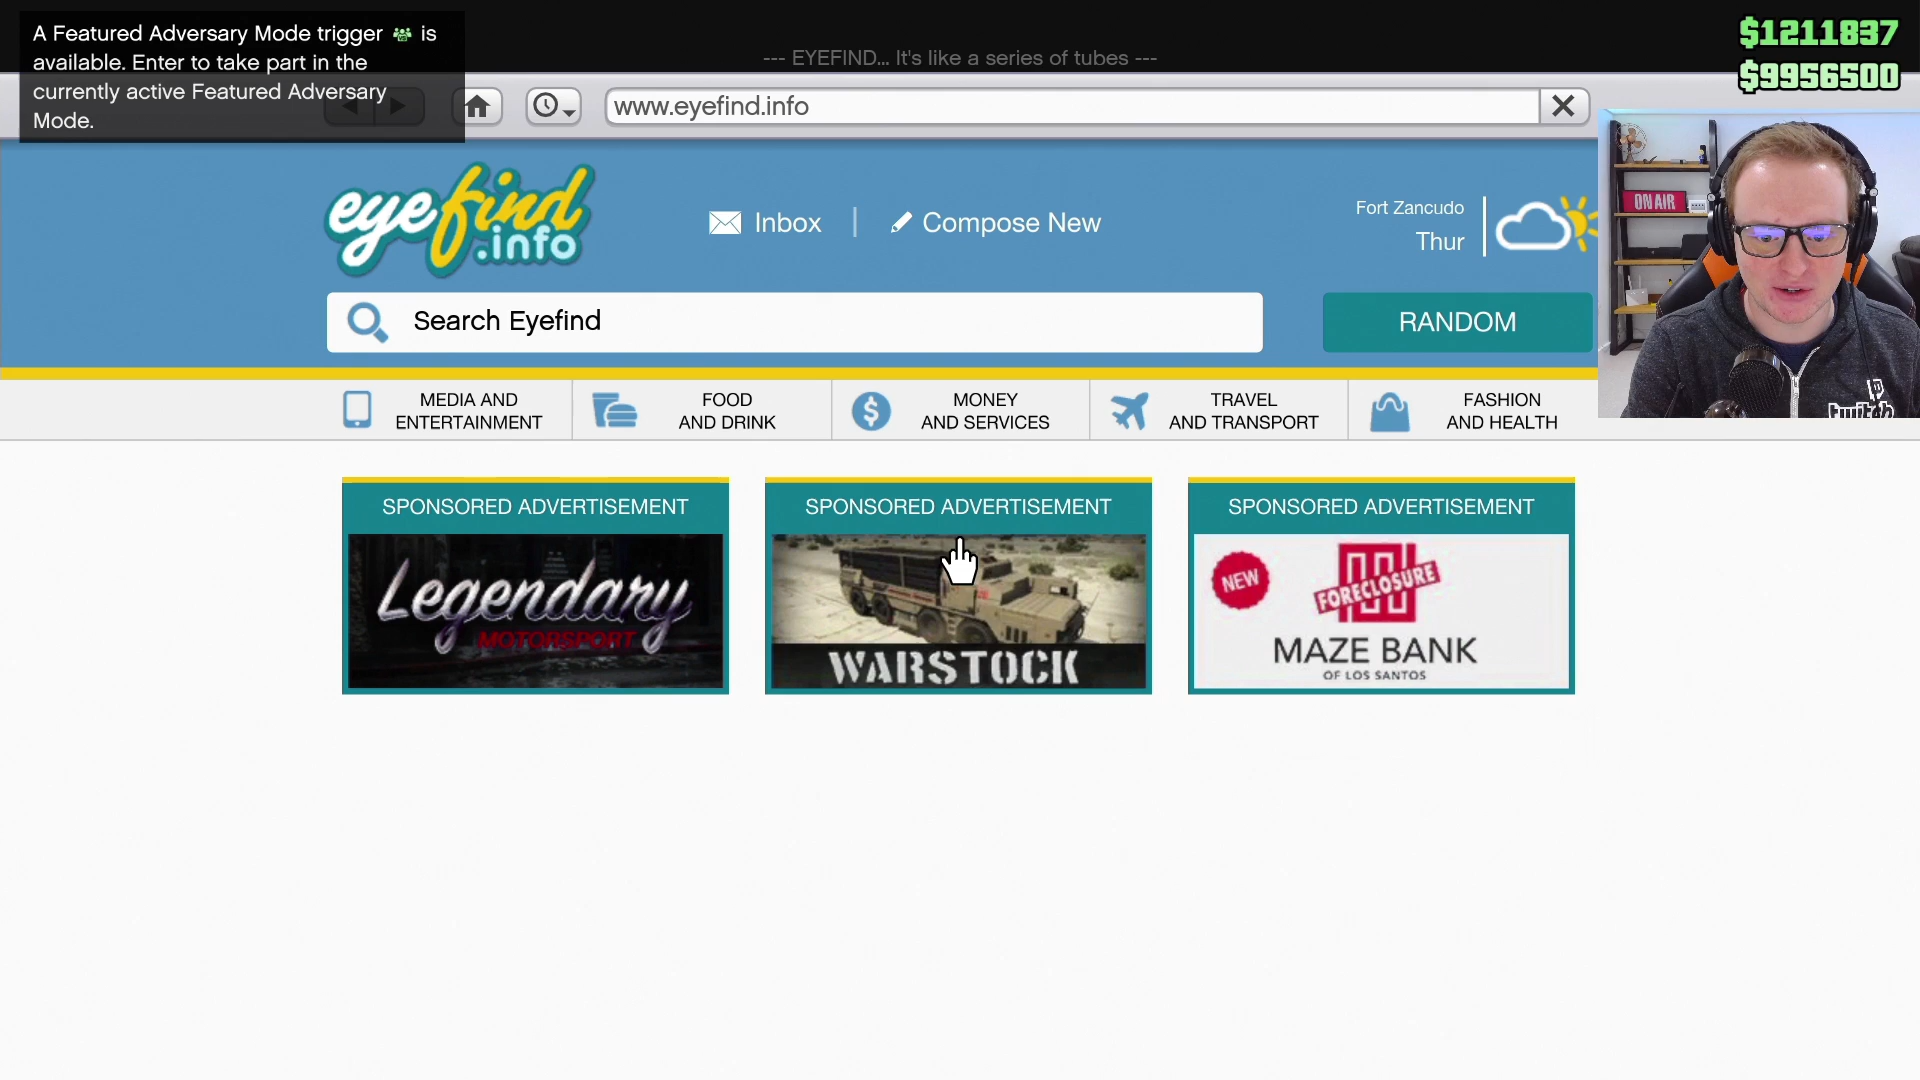 A Featured Adversary Mode trigger is
available. Enter to take part in the
currently active Featured Adversary
Mode.
--- EYEFIND... It's like a series of tubes ---
$1211837
$9956500
www.eyefind.info
eyefind
.info
Inbox
Compose New
Fort Zancudo
Thur
ON AIR
Search Eyefind
RANDOM
MEDIA AND
ENTERTAINMENT
FOOD
AND DRINK
MONEY
AND SERVICES
TRAVEL
AND TRANSPORT
FASHION
AND HEALTH
twitch
SPONSORED ADVERTISEMENT
Legendary
MOTORSPORT
SPONSORED ADVERTISEMENT
WARSTOCK
SPONSORED ADVERTISEMENT
NEW
FORECLOSURE
MAZE BANK
OF LOS SANTOS